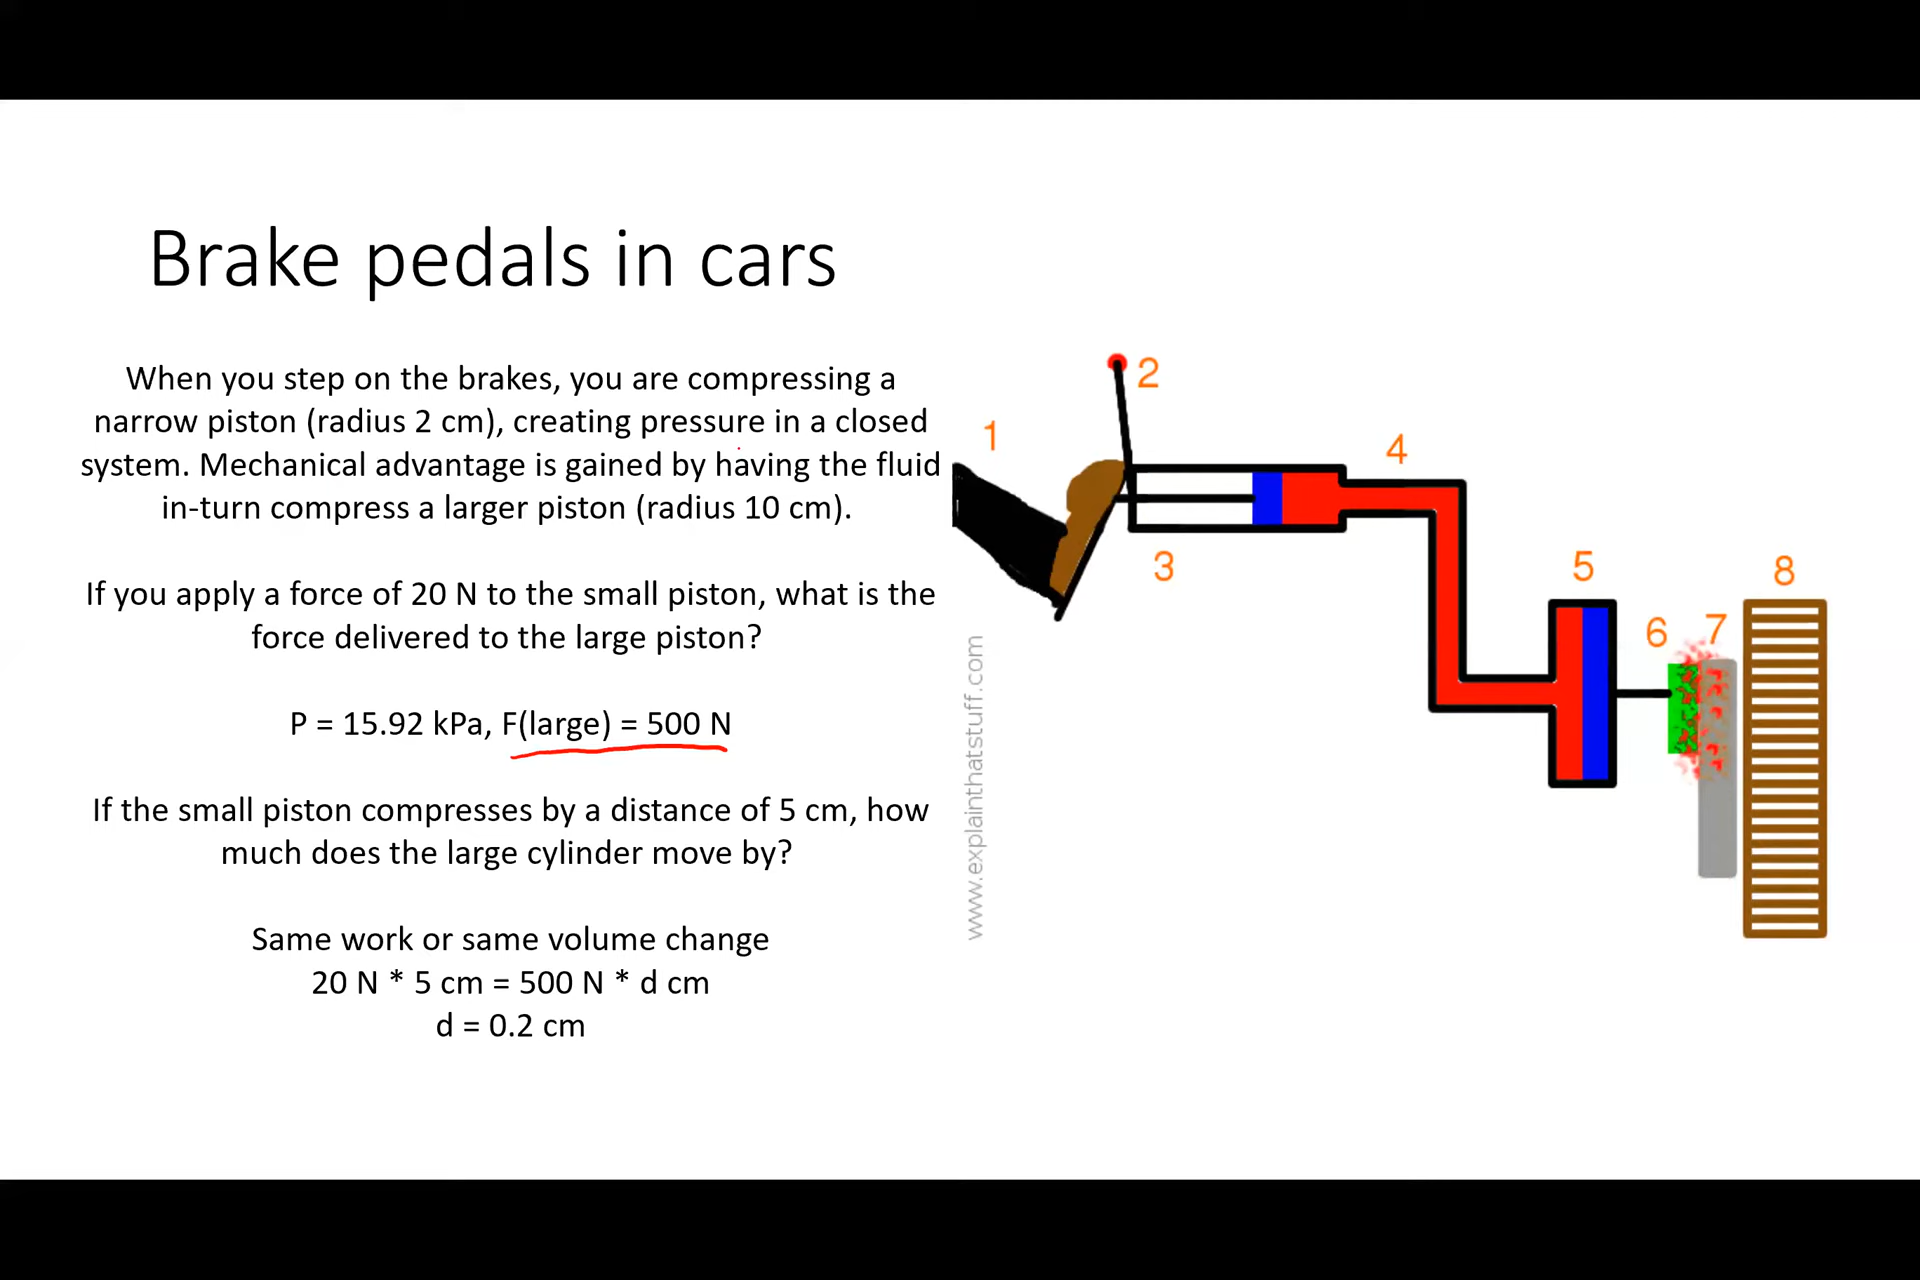 Brake pedals in cars
When you step on the brakes, you are compressing a
narrow piston (radius 2 cm), creating pressure in a closed
system. Mechanical advantage is gained by having the fluid
in-turn compress a larger piston (radius 10 cm).
If you apply a force of 20 N to the small piston, what is the
force delivered to the large piston?
P = 15.92 kPa, F(large) = 500 N
If the small piston compresses by a distance of 5 cm, how
much does the large cylinder move by?
Same work or same volume change
20 N * 5 cm = 500 N * d cm
d = 0.2 cm
1
2
3
4
5
6
7
8
www.explainthatstuff.com